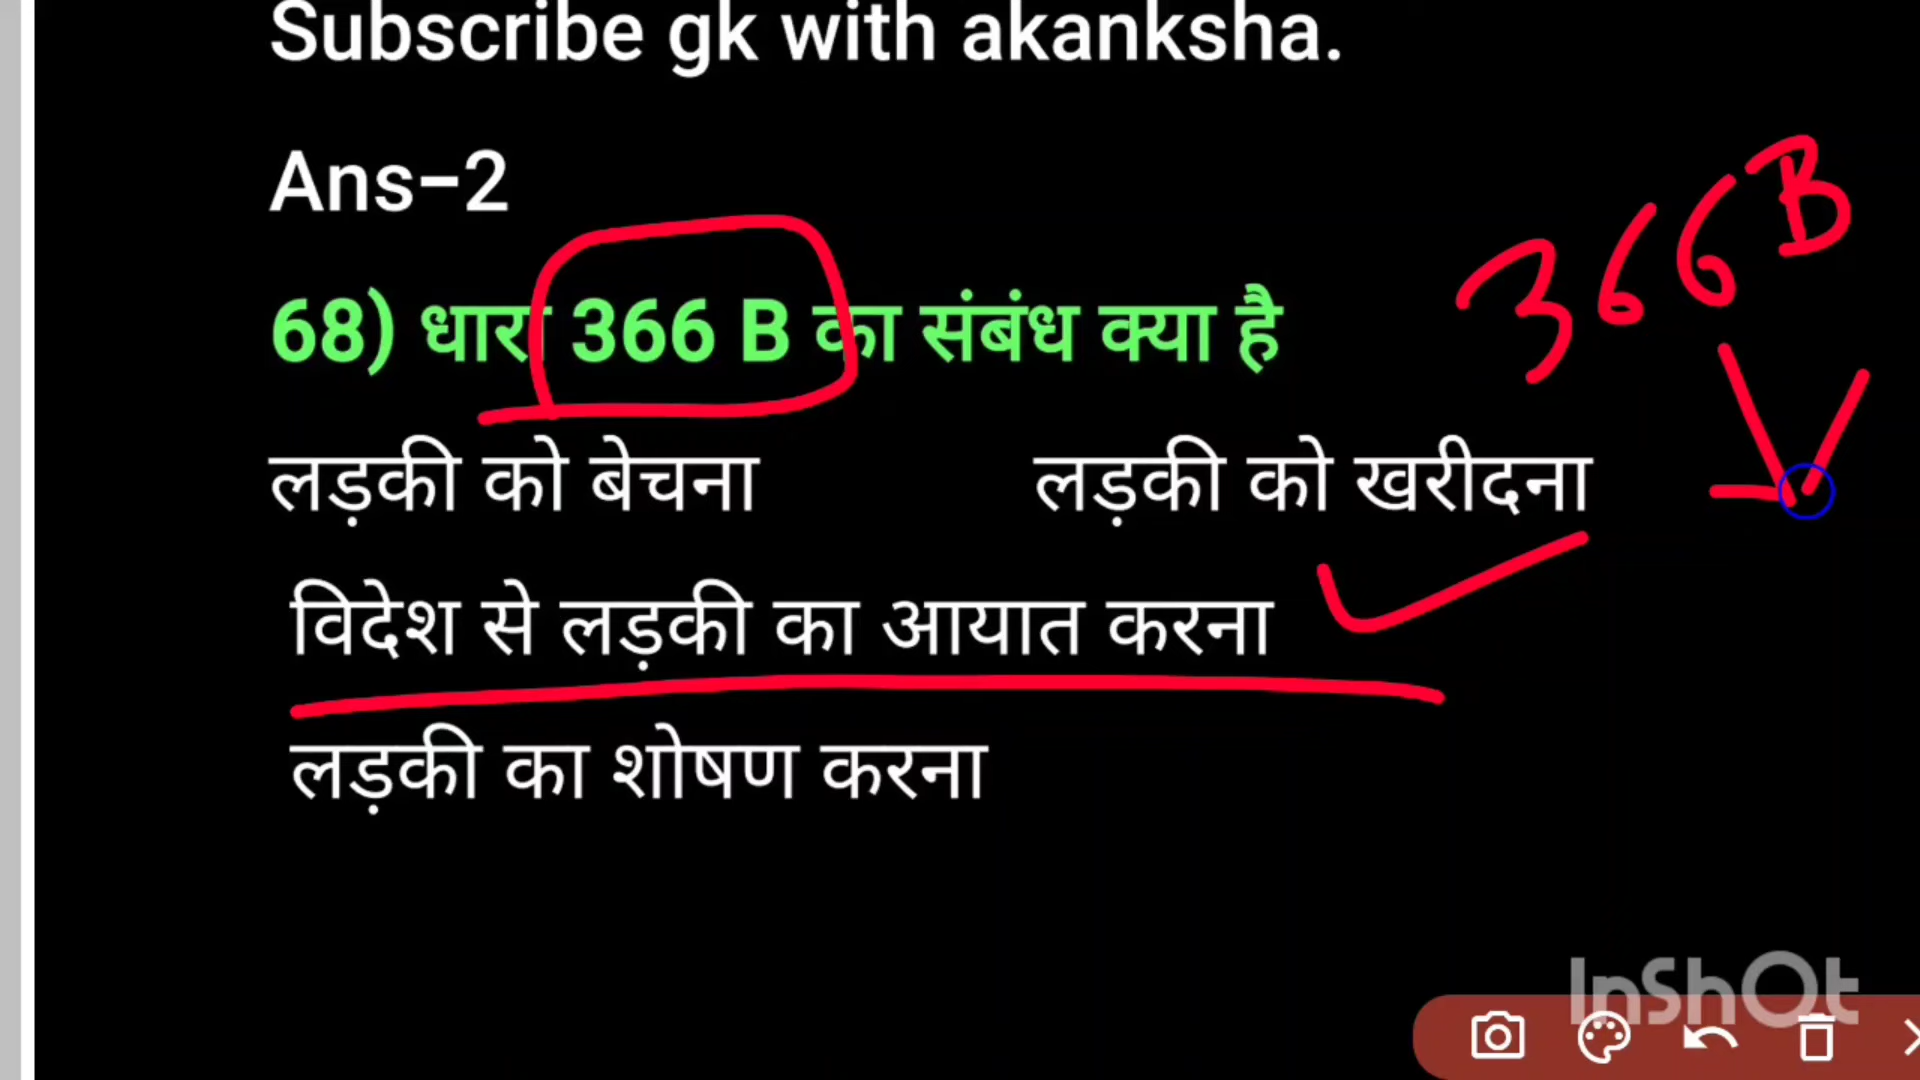 Subscribe gk with akanksha.
Ans-2
366 B
68) धारा 366 B का संबंध क्या है
लड़की को बेचना लड़की को खरीदना
विदेश से लड़की का आयात करना
लड़की का शोषण करना
InShOt